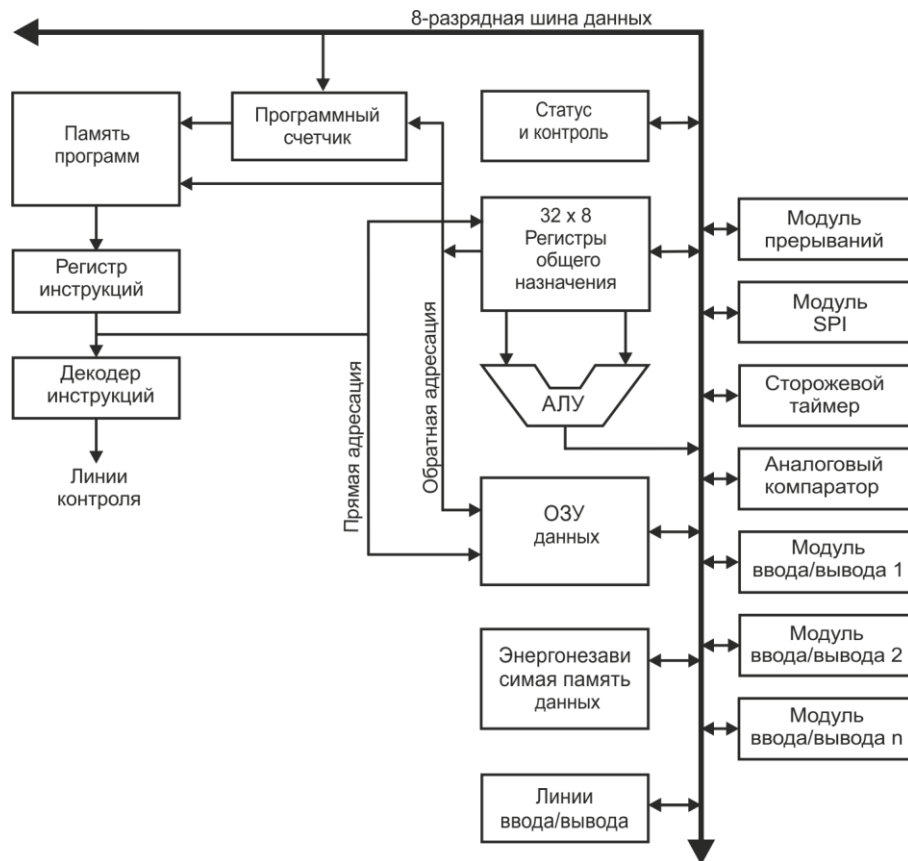 8-разрядная шина данных
Память
программ
Программный
счетчик
Статус
и контроль
Регистр
инструкций
Декодер
инструкций
Линии
контроля
Прямая адресация
Обратная адресация
32 x 8
Регистры
общего
назначения
АЛУ
ОЗУ
данных
Энергонезави
симая память
данных
Линии
ввода/вывода
Модуль
прерываний
Модуль
SPI
Сторожевой
таймер
Аналоговый
компаратор
Модуль
ввода/вывода 1
Модуль
ввода/вывода 2
Модуль
ввода/вывода n